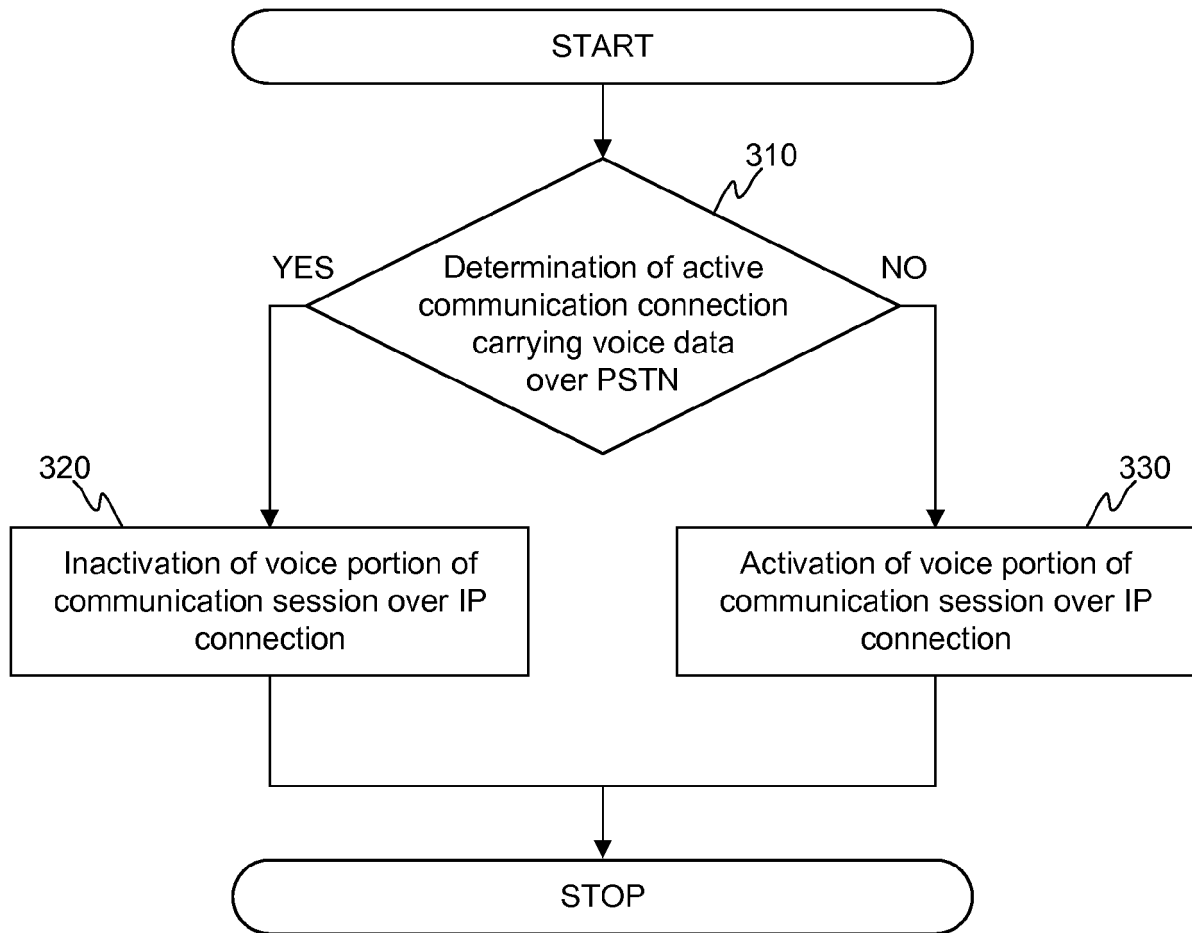 START
310
YES
NO
Determination of active
communication connection
carrying voice data
over PSTN
320
330
Inactivation of voice portion of
communication session over IP
connection
Activation of voice portion of
communication session over IP
connection
STOP